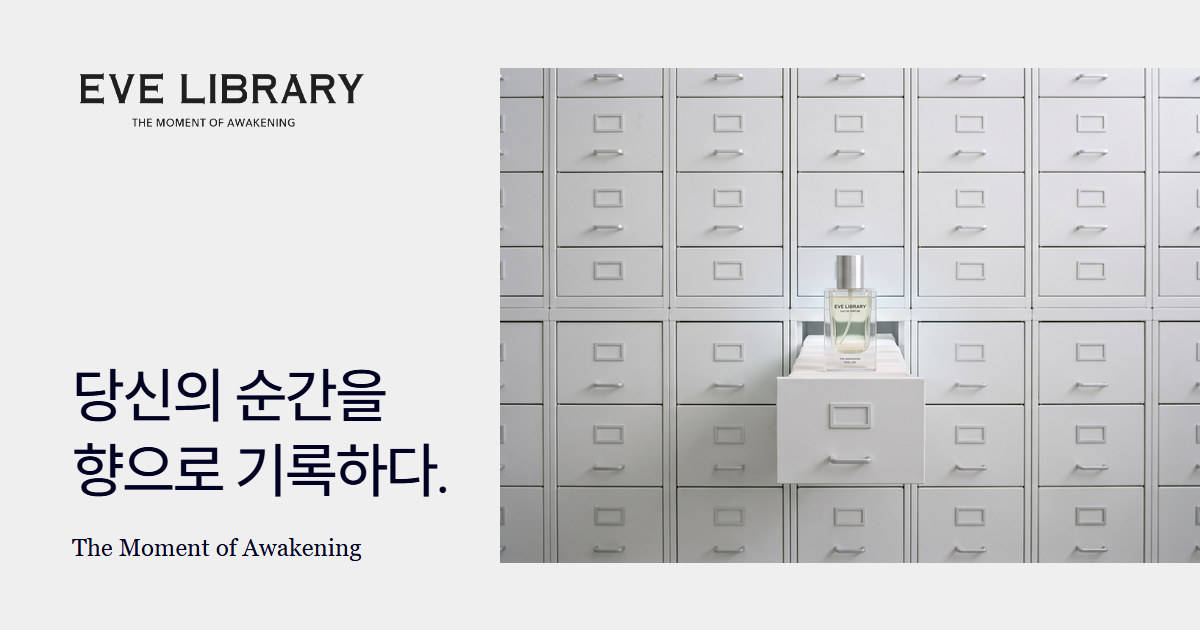 EVE LIBRARY
THE MOMENT OF AWAKENING
당신의 순간을
향으로 기록하다.
The Moment of Awakening
EVE LIBRARY